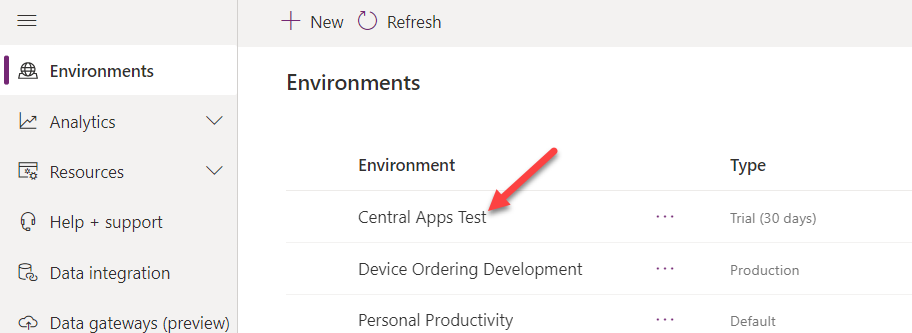 New Refresh
Environments
Analytics
Resources
Help + support
Data integration
Data gateways (preview)
Environments
Environment Type
Central Apps Test ... Trial (30 days)
Device Ordering Development ... Production
Personal Productivity ... Default